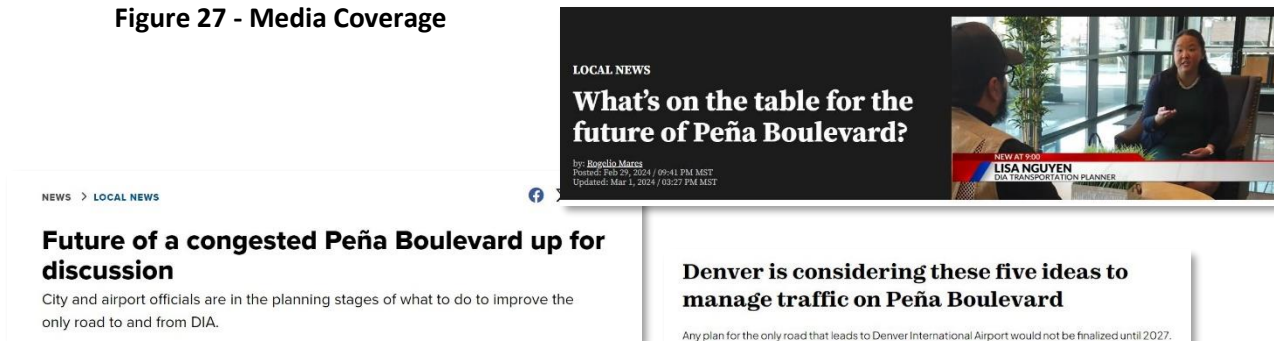 Figure 27 - Media Coverage
LOCAL NEWS
What's on the table for the
future of Peña Boulevard?
by: Rogelio Mares
Posted: Feb 29, 2024 / 09:41 PM MST
Updated: Mar 1, 2024 / 03:27 PM MST
NEW AT 9:00
LISA NGUYEN
DIA TRANSPORTATION PLANNER
NEWS > LOCAL NEWS
Future of a congested Peña Boulevard up for
discussion
City and airport officials are in the planning stages of what to do to improve the
only road to and from DIA.
Denver is considering these five ideas to
manage traffic on Peña Boulevard
Any plan for the only road that leads to Denver International Airport would not be finalized until 2027.